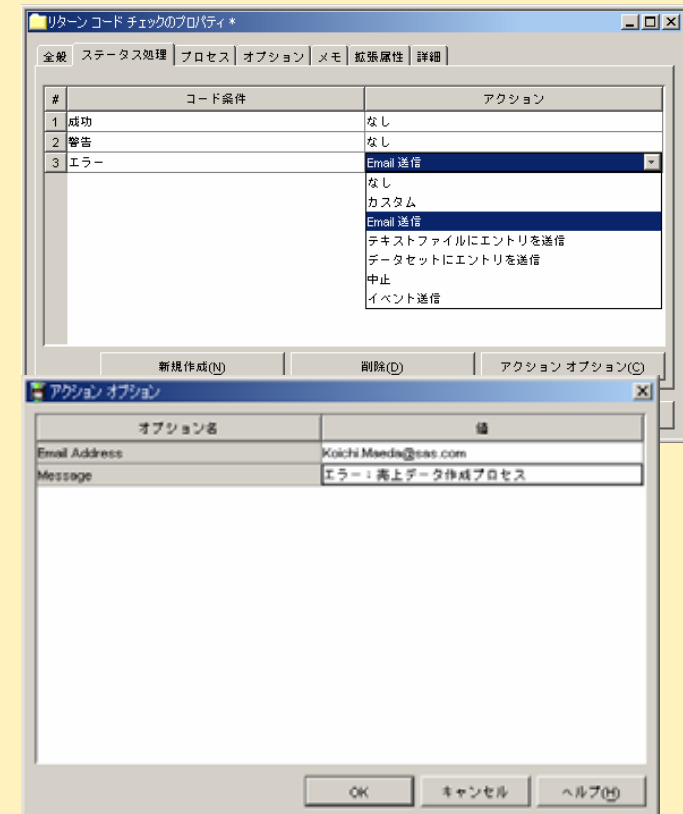 リターン コード チェックのプロパティ *
全般 ステータス処理 プロセス オプション メモ 拡張属性 詳細
# コード条件 アクション
1 成功 なし
2 警告 なし
3 エラー Email 送信
なし
カスタム
Email 送信
テキストファイルにエントリを送信
データセットにエントリを送信
中止
イベント送信
新規作成(N) 削除(D) アクション オプション(C)
アクション オプション
オプション名 値
Email Address Koichi.Maeda@sas.com
Message エラー：売上データ作成プロセス
OK キャンセル ヘルプ(H)